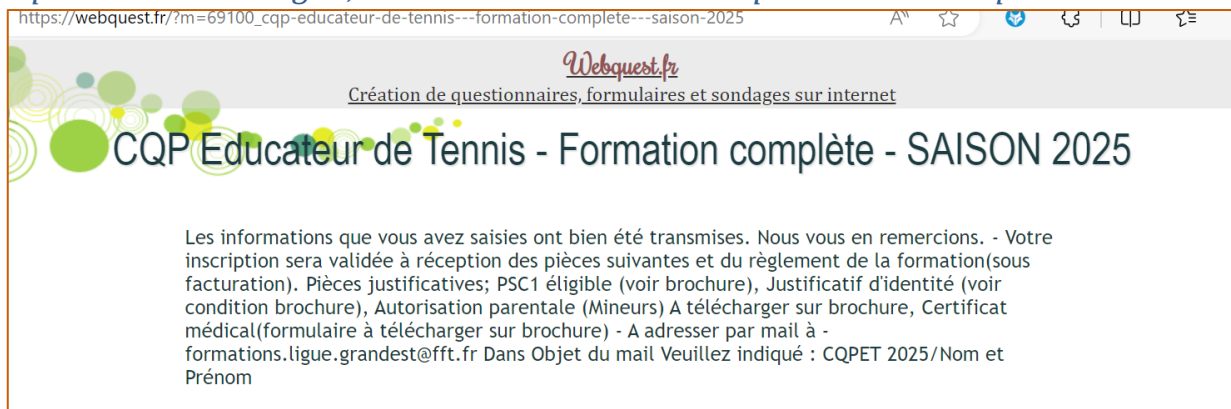 https://webquest.fr/?m=69100_cqp-educateur-de-tennis---formation-complete---saison-2025
Webquest.fr
Création de questionnaires, formulaires et sondages sur internet
CQP Educateur de Tennis - Formation complète - SAISON 2025
Les informations que vous avez saisies ont bien été transmises. Nous vous en remercions. - Votre
inscription sera validée à réception des pièces suivantes et du règlement de la formation(sous
facturation). Pièces justificatives; PSC1 éligible (voir brochure), Justificatif d'identité (voir
condition brochure), Autorisation parentale (Mineurs) A télécharger sur brochure, Certificat
médical(formulaire à télécharger sur brochure) - A adresser par mail à -
formations.ligue.grandest@fft.fr Dans Objet du mail Veuillez indiqué : CQPET 2025/Nom et
Prénom